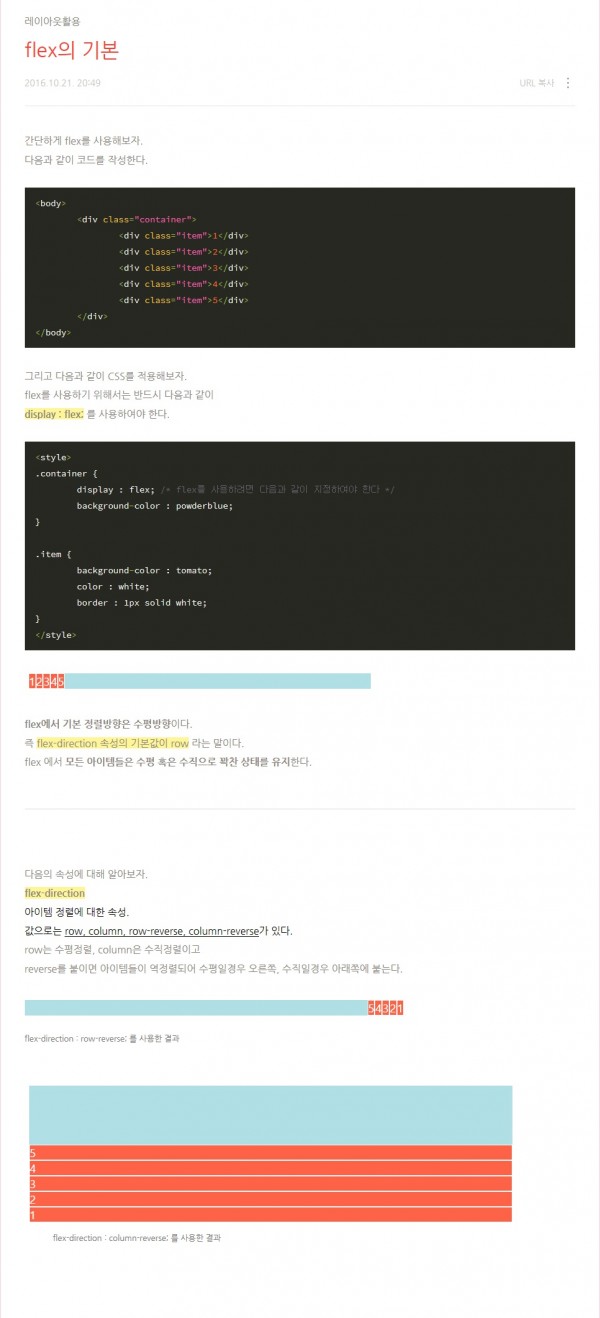 레이아웃활용
flex의 기본
2016.10.21. 20:49
URL 복사
간단하게 flex를 사용해보자.
다음과 같이 코드를 작성한다.
<body>
<div class="container">
<div class="item">1</div>
<div class="item">2</div>
<div class="item">3</div>
<div class="item">4</div>
<div class="item">5</div>
</div>
</body>
그리고 다음과 같이 CSS를 적용해보자.
flex를 사용하기 위해서는 반드시 다음과 같이
display : flex; 를 사용하여야 한다.
<style>
.container {
display : flex; /* flex를 사용하려면 다음과 같이 지정하여야 한다 */
background-color : powderblue;
}
.item {
background-color : tomato;
color : white;
border : 1px solid white;
}
</style>
12345
flex에서 기본 정렬방향은 수평방향이다.
즉 flex-direction 속성의 기본값이 row 라는 말이다.
flex 에서 모든 아이템들은 수평 혹은 수직으로 꽉찬 상태를 유지한다.
다음의 속성에 대해 알아보자.
flex-direction
아이템 정렬에 대한 속성.
값으로는 row, column, row-reverse, column-reverse가 있다.
row는 수평정렬, column은 수직정렬이고
reverse를 붙이면 아이템들이 역정렬되어 수평일경우 오른쪽, 수직일경우 아래쪽에 붙는다.
54321
flex-direction : row-reverse; 를 사용한 결과
5
4
3
2
1
flex-direction : column-reverse; 를 사용한 결과